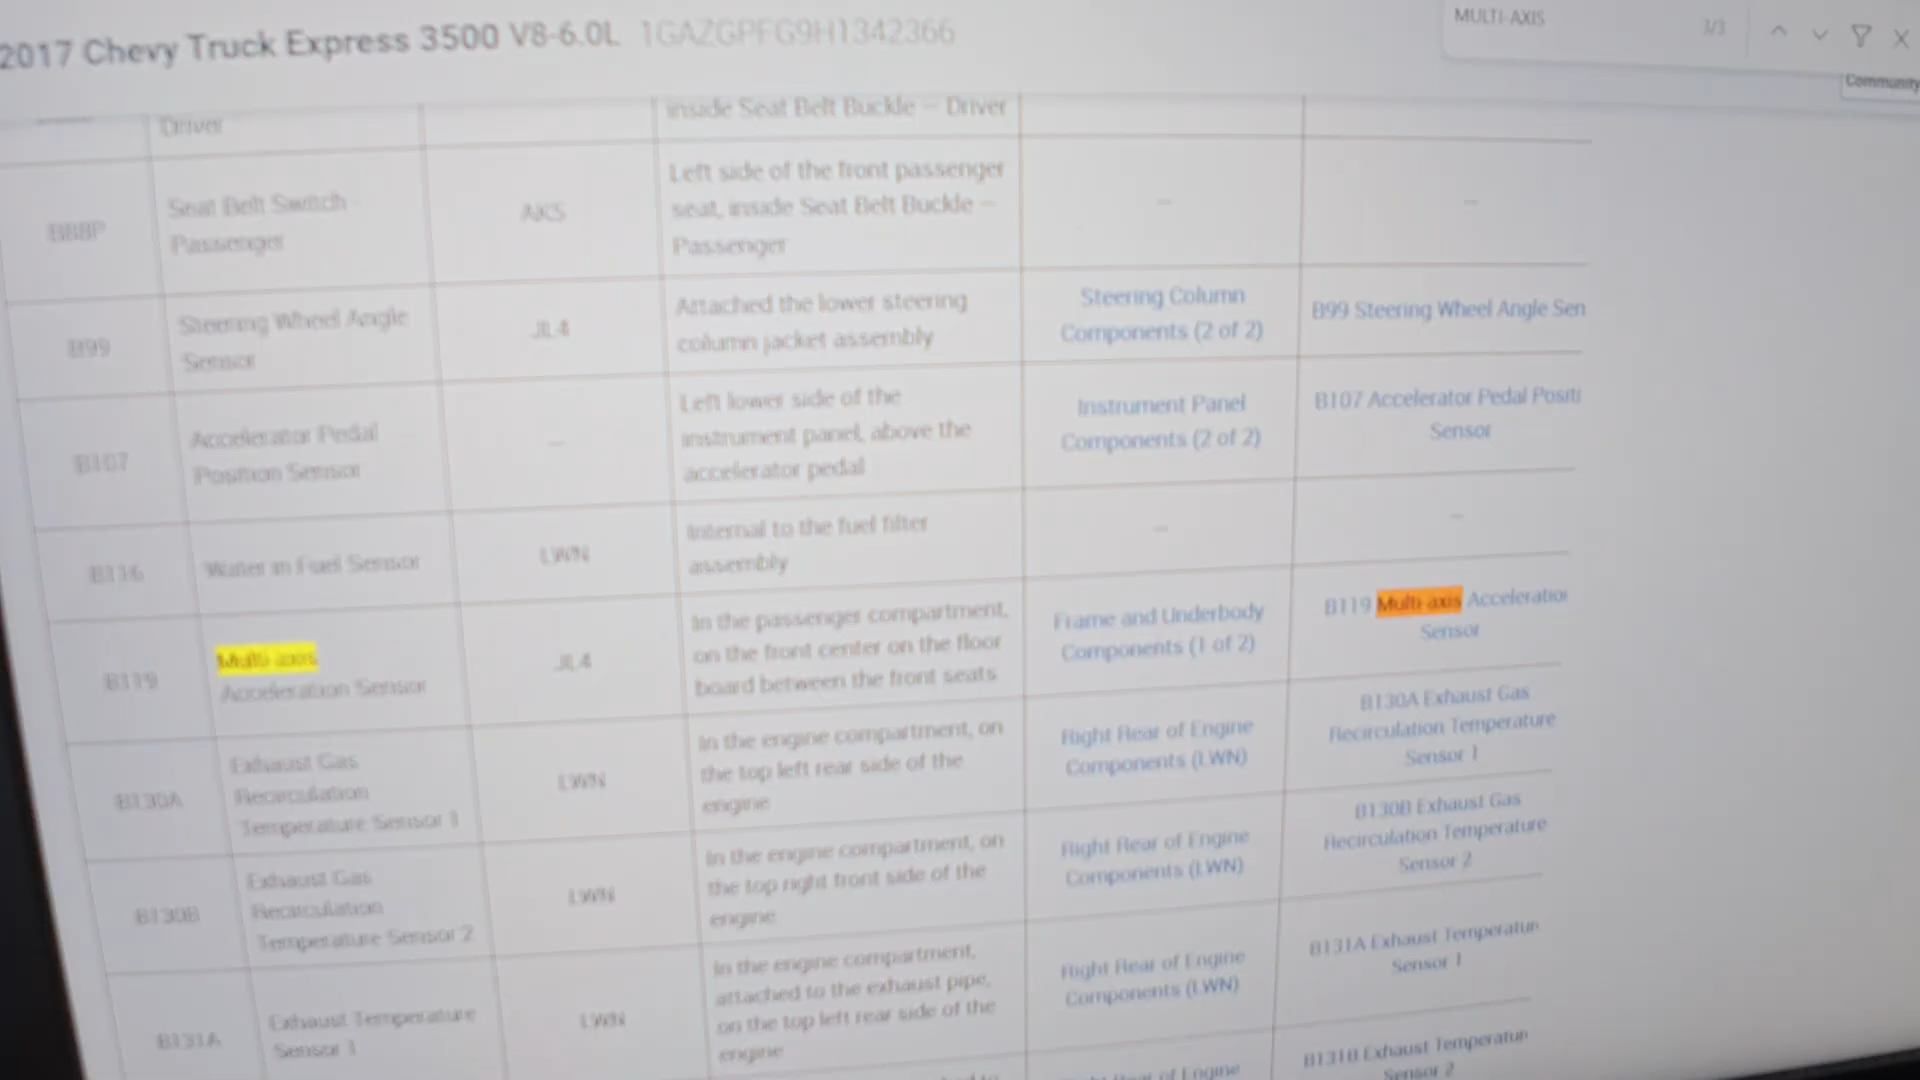 2017 Chevy Truck Express 3500 V8-6.0L 1GAZGPFG9H1342366
MULTI-AXIS
3/3
Community
Driver
inside Seat Belt Buckle – Driver
B88P
Seat Belt Switch -
Passenger
AK5
Left side of the front passenger
seat, inside Seat Belt Buckle –
Passenger
—
—
B99
Steering Wheel Angle
Sensor
JL4
Attached the lower steering
column jacket assembly
Steering Column
Components (2 of 2)
B99 Steering Wheel Angle Sen
B107
Accelerator Pedal
Position Sensor
—
Left lower side of the
instrument panel, above the
accelerator pedal
Instrument Panel
Components (2 of 2)
B107 Accelerator Pedal Positi
Sensor
B116
Water in Fuel Sensor
LWN
Internal to the fuel filter
assembly
—
—
B119
Multi-axis
Acceleration Sensor
JL4
In the passenger compartment,
on the front center on the floor
board between the front seats
Frame and Underbody
Components (1 of 2)
B119 Multi-axis Acceleration
Sensor
B130A
Exhaust Gas
Recirculation
Temperature Sensor 1
LWN
In the engine compartment, on
the top left rear side of the
engine
Right Rear of Engine
Components (LWN)
B130A Exhaust Gas
Recirculation Temperature
Sensor 1
B130B
Exhaust Gas
Recirculation
Temperature Sensor 2
LWN
In the engine compartment, on
the top right front side of the
engine
Right Rear of Engine
Components (LWN)
B130B Exhaust Gas
Recirculation Temperature
Sensor 2
B131A
Exhaust Temperature
Sensor 1
LWN
In the engine compartment,
attached to the exhaust pipe,
on the top left rear side of the
engine
Right Rear of Engine
Components (LWN)
B131A Exhaust Temperatur
Sensor 1
Right Rear of Engine
B131B Exhaust Temperatur
Sensor 2